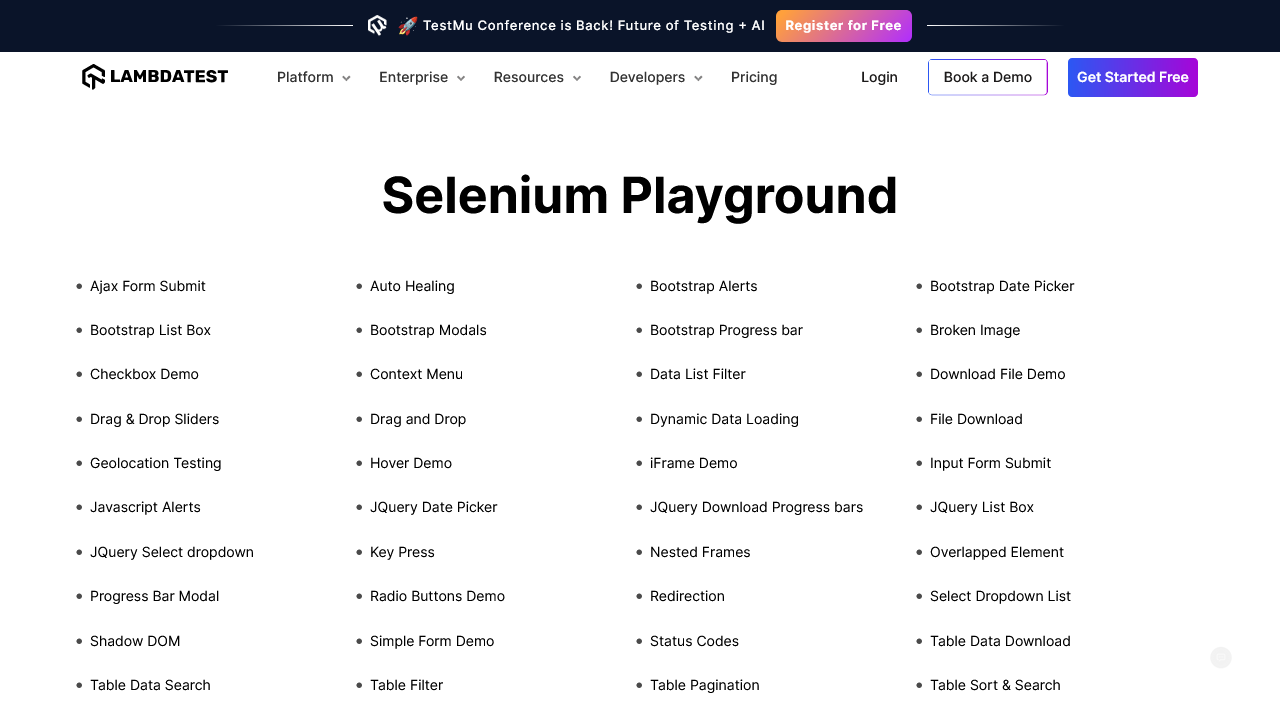 🚀 TestMu Conference is Back! Future of Testing + AI Register for Free
LAMBDATEST Platform Enterprise Resources Developers Pricing Login Book a Demo Get Started Free
Selenium Playground
Ajax Form Submit Auto Healing Bootstrap Alerts Bootstrap Date Picker
Bootstrap List Box Bootstrap Modals Bootstrap Progress bar Broken Image
Checkbox Demo Context Menu Data List Filter Download File Demo
Drag & Drop Sliders Drag and Drop Dynamic Data Loading File Download
Geolocation Testing Hover Demo iFrame Demo Input Form Submit
Javascript Alerts JQuery Date Picker JQuery Download Progress bars JQuery List Box
JQuery Select dropdown Key Press Nested Frames Overlapped Element
Progress Bar Modal Radio Buttons Demo Redirection Select Dropdown List
Shadow DOM Simple Form Demo Status Codes Table Data Download
Table Data Search Table Filter Table Pagination Table Sort & Search